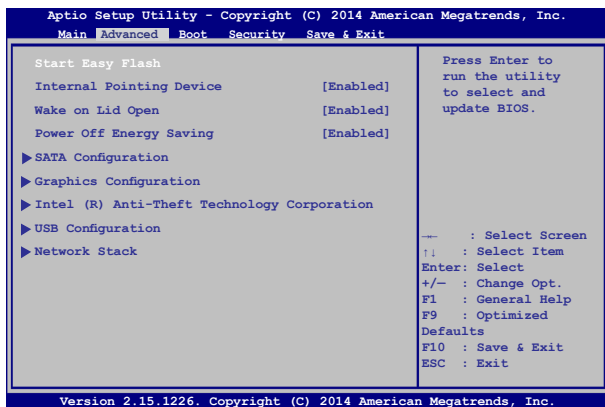 Aptio Setup Utility - Copyright (C) 2014 American Megatrends, Inc.
Main Advanced Boot Security Save & Exit
Start Easy Flash
Internal Pointing Device [Enabled]
Wake on Lid Open [Enabled]
Power Off Energy Saving [Enabled]
SATA Configuration
Graphics Configuration
Intel (R) Anti-Theft Technology Corporation
USB Configuration
Network Stack
Press Enter to
run the utility
to select and
update BIOS.
→← : Select Screen
↑↓ : Select Item
Enter: Select
+/— : Change Opt.
F1 : General Help
F9 : Optimized
Defaults
F10 : Save & Exit
ESC : Exit
Version 2.15.1226. Copyright (C) 2014 American Megatrends, Inc.